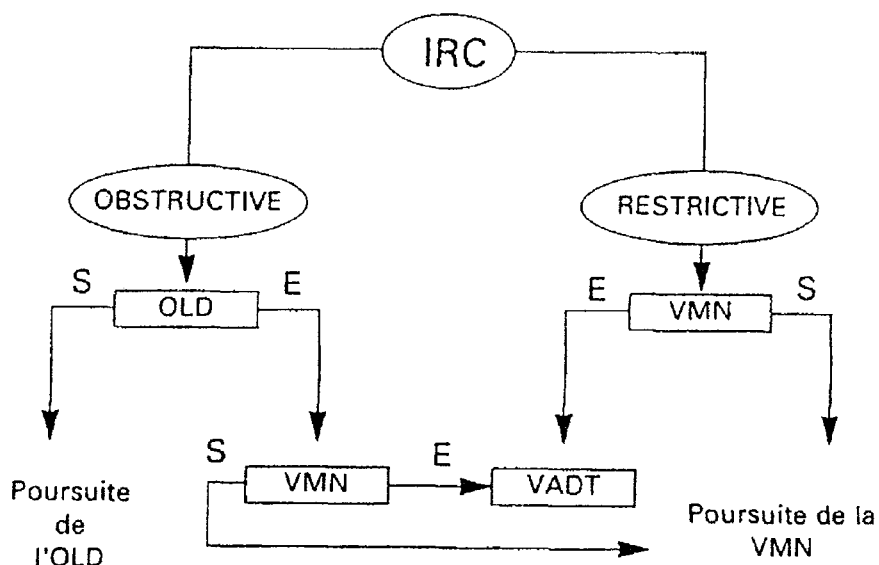 IRC
OBSTRUCTIVE
RESTRICTIVE
S
OLD
E
E
VMN
S
S
VMN
E
VADT
Poursuite
de
l'OLD
Poursuite de la
VMN